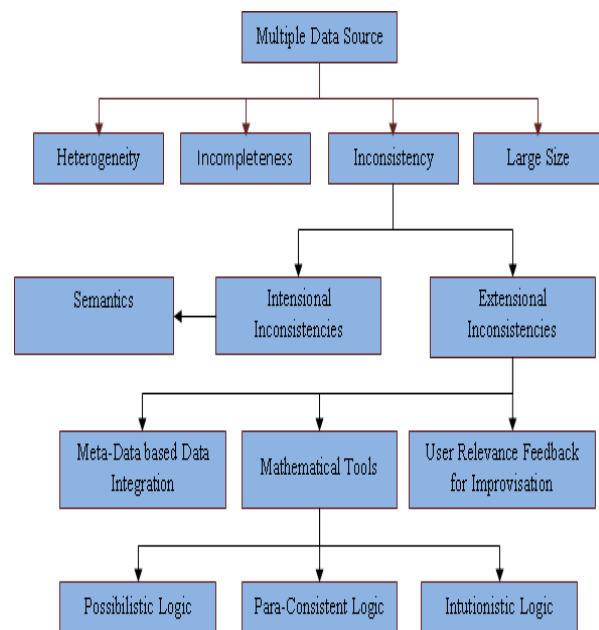 Multiple Data Source
Heterogeneity
Incompleteness
Inconsistency
Large Size
Semantics
Intensional
Inconsistencies
Extensional
Inconsistencies
Meta-Data based Data
Integration
Mathematical Tools
User Relevance Feedback
for Improvisation
Possibilistic Logic
Para-Consistent Logic
Intutionistic Logic